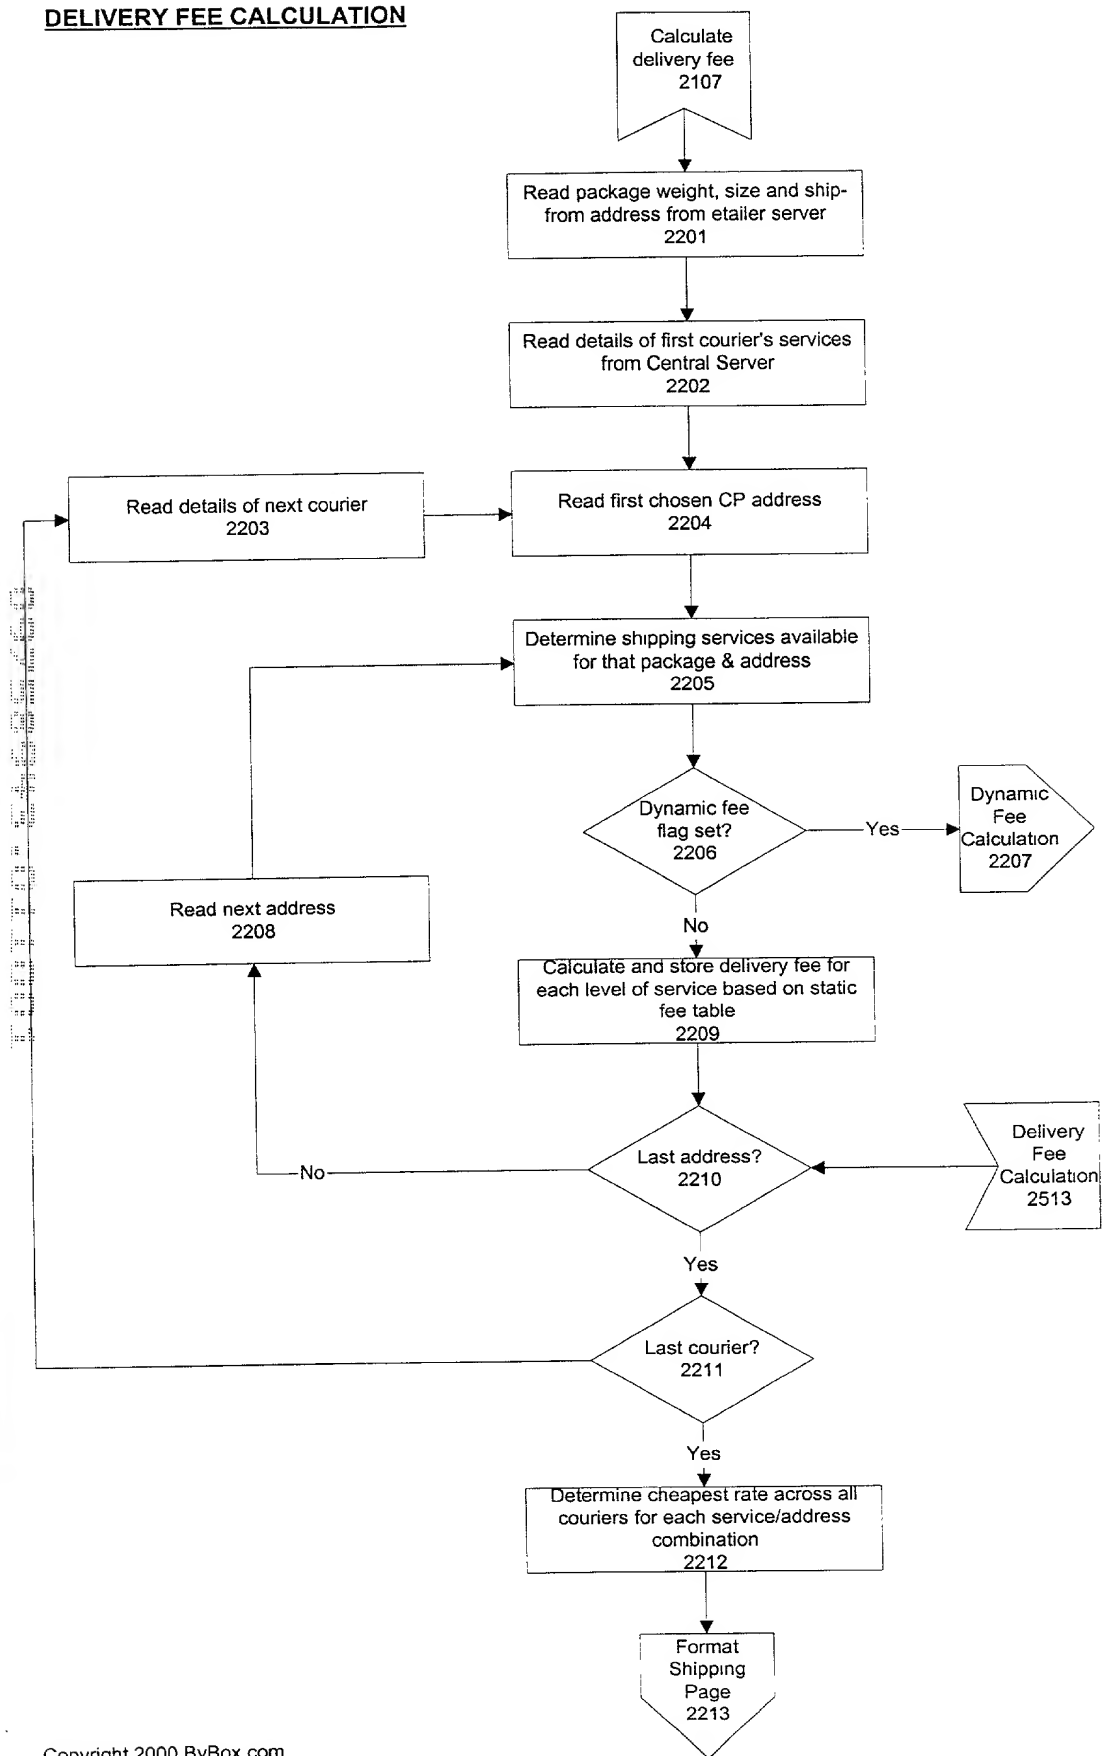 DELIVERY FEE CALCULATION
Calculate
delivery fee
2107
Read package weight, size and ship-
from address from etailer server
2201
Read details of first courier's services
from Central Server
2202
Read details of next courier
2203
Read first chosen CP address
2204
Determine shipping services available
for that package & address
2205
Dynamic fee
flag set?
2206
Yes
Dynamic
Fee
Calculation
2207
Read next address
2208
No
Calculate and store delivery fee for
each level of service based on static
fee table
2209
Last address?
2210
No
Delivery
Fee
Calculation
2513
Yes
Last courier?
2211
Yes
Determine cheapest rate across all
couriers for each service/address
combination
2212
Format
Shipping
Page
2213
Copyright 2000 ByBox.com